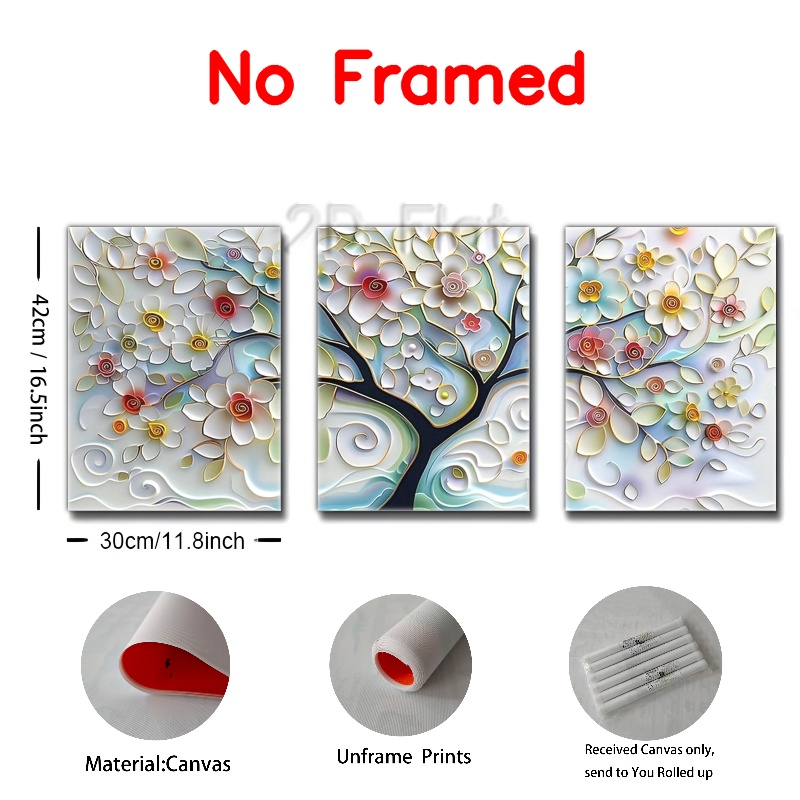 No Framed
2D Flat
42cm / 16.5inch
30cm/11.8inch
Material:Canvas
Unframe Prints
Received Canvas only,
send to You Rolled up